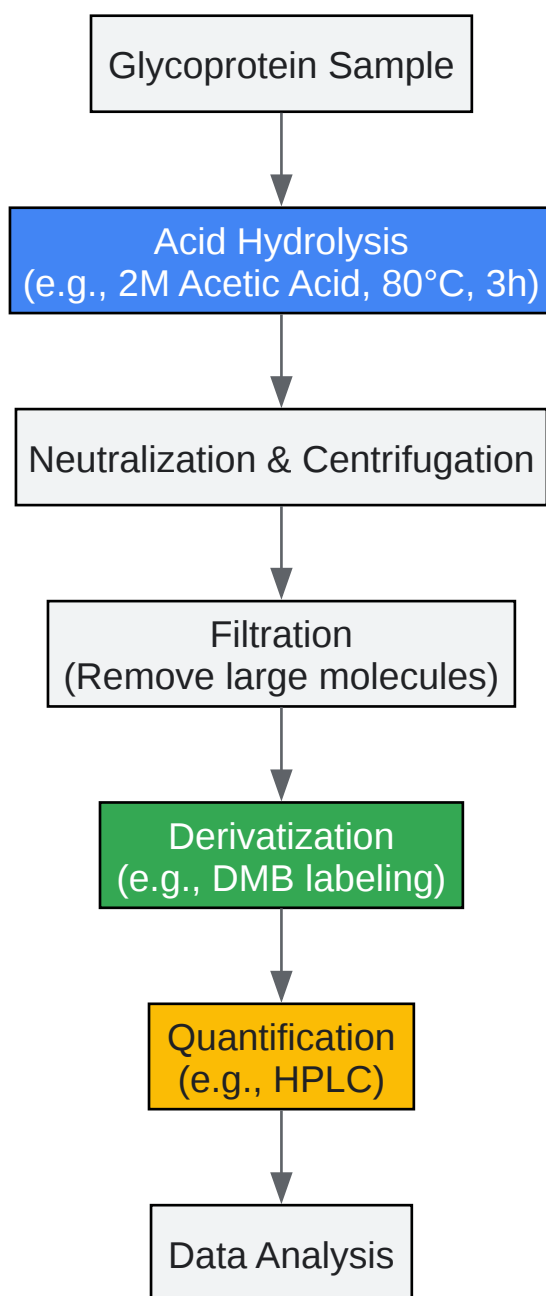 Glycoprotein Sample
Acid Hydrolysis
(e.g., 2M Acetic Acid, 80°C, 3h)
Neutralization & Centrifugation
Filtration
(Remove large molecules)
Derivatization
(e.g., DMB labeling)
Quantification
(e.g., HPLC)
Data Analysis